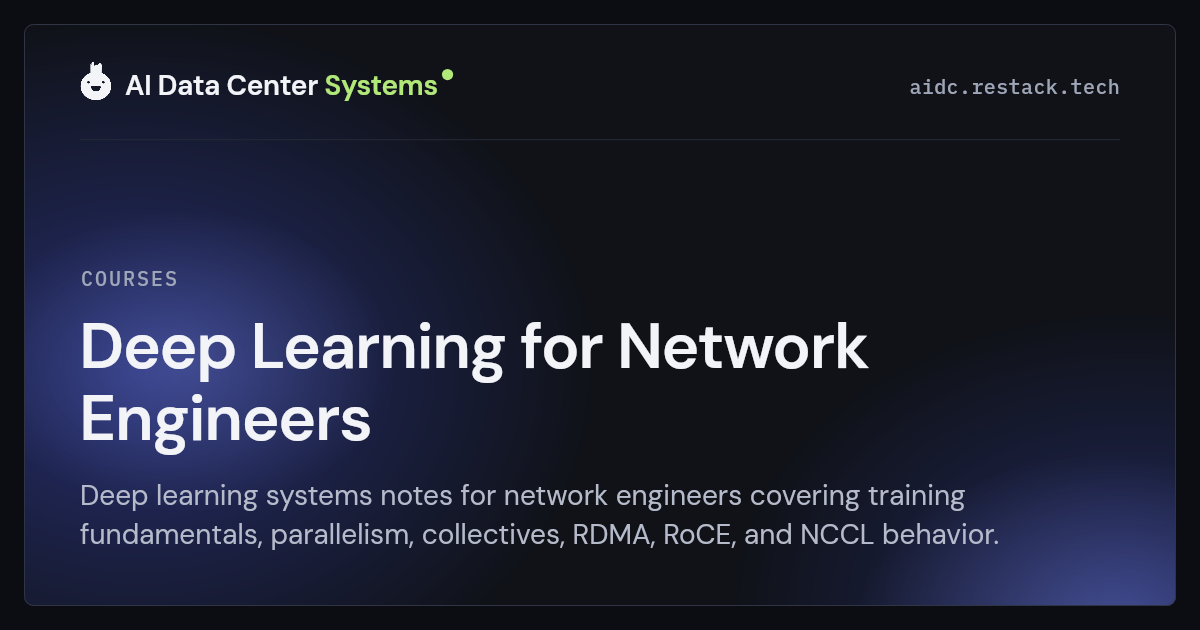 AI Data Center Systems
aidc.restack.tech
COURSES
Deep Learning for Network
Engineers
Deep learning systems notes for network engineers covering training
fundamentals, parallelism, collectives, RDMA, RoCE, and NCCL behavior.